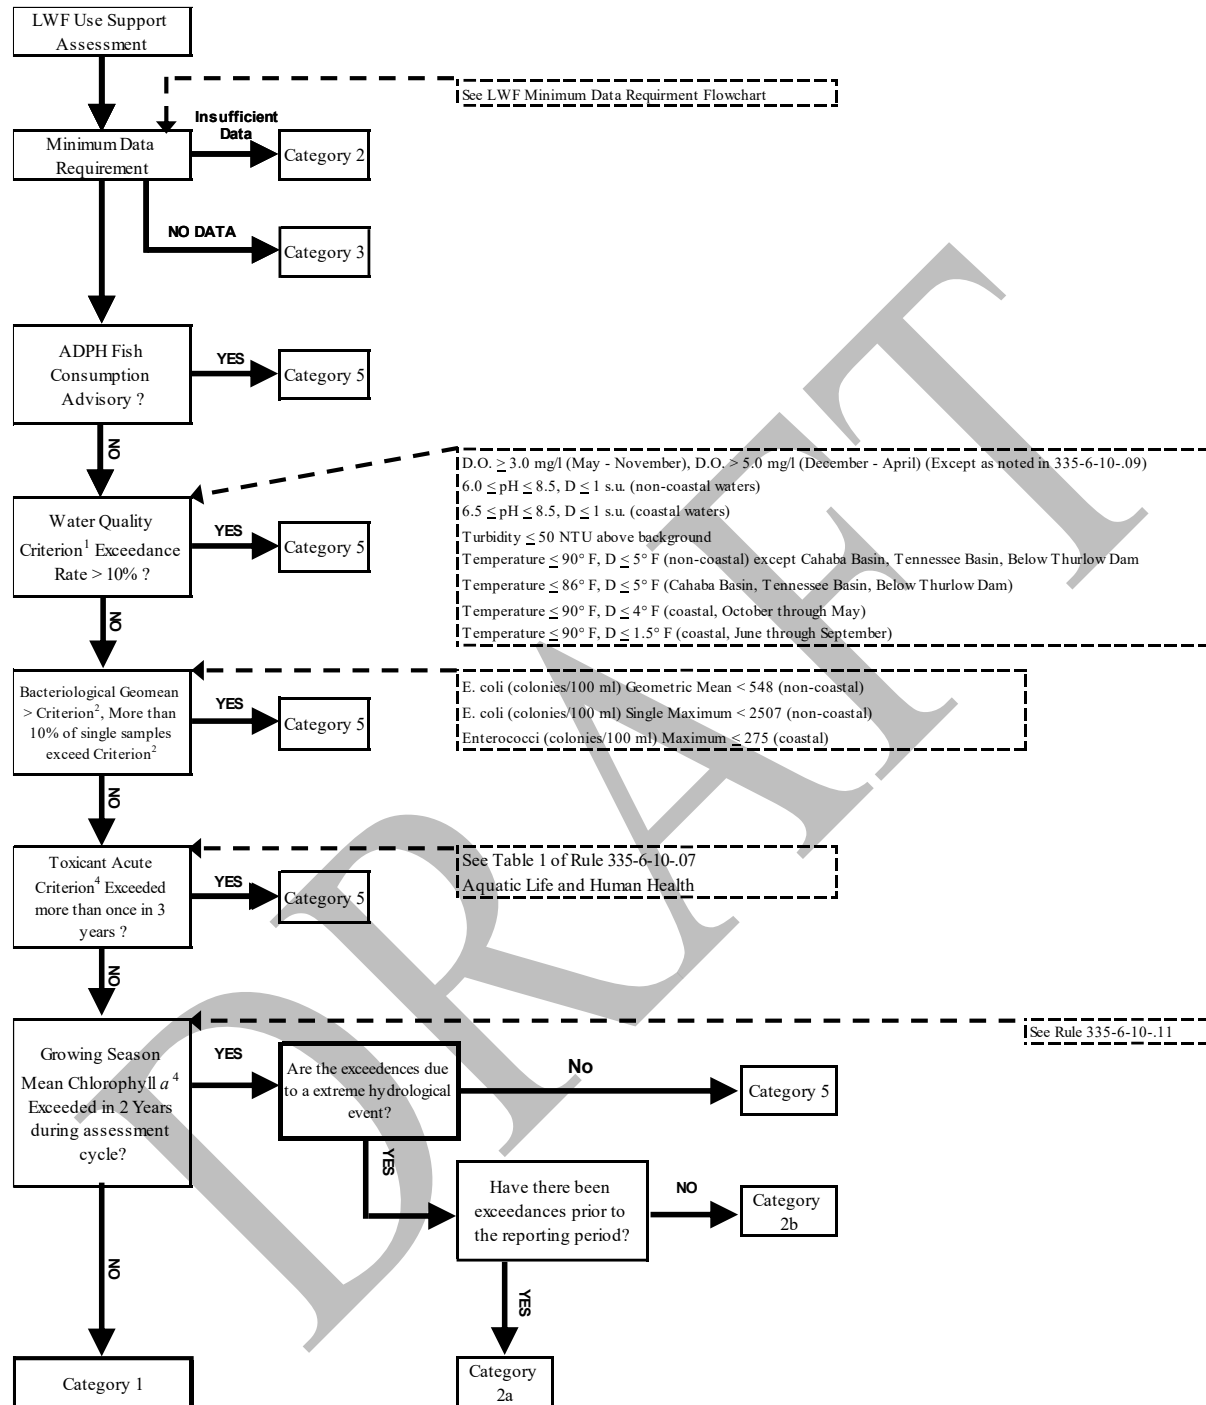 LWF Use Support
Assessment
See LWF Minimum Data Requirment Flowchart
Insufficient
Data
Minimum Data
Requirement
Category 2
NO DATA
Category 3
ADPH Fish
Consumption
Advisory ?
YES
Category 5
NO
D.O. ≥ 3.0 mg/l (May - November), D.O. > 5.0 mg/l (December - April) (Except as noted in 335-6-10-.09)
6.0 ≤ pH ≤ 8.5, D ≤ 1 s.u. (non-coastal waters)
6.5 ≤ pH ≤ 8.5, D ≤ 1 s.u. (coastal waters)
Turbidity ≤ 50 NTU above background
Temperature ≤ 90° F, D ≤ 5° F (non-coastal) except Cahaba Basin, Tennessee Basin, Below Thurlow Dam
Temperature ≤ 86° F, D ≤ 5° F (Cahaba Basin, Tennessee Basin, Below Thurlow Dam)
Temperature ≤ 90° F, D ≤ 4° F (coastal, October through May)
Temperature ≤ 90° F, D ≤ 1.5° F (coastal, June through September)
Water Quality
Criterion¹ Exceedance
Rate > 10% ?
YES
Category 5
NO
Bacteriological Geomean
> Criterion², More than
10% of single samples
exceed Criterion²
YES
Category 5
E. coli (colonies/100 ml) Geometric Mean < 548 (non-coastal)
E. coli (colonies/100 ml) Single Maximum < 2507 (non-coastal)
Enterococci (colonies/100 ml) Maximum ≤ 275 (coastal)
NO
Toxicant Acute
Criterion⁴ Exceeded
more than once in 3
years ?
YES
Category 5
See Table 1 of Rule 335-6-10-.07
Aquatic Life and Human Health
NO
See Rule 335-6-10-.11
Growing Season
Mean Chlorophyll a⁴
Exceeded in 2 Years
during assessment
cycle?
YES
Are the exceedences due
to a extreme hydrological
event?
No
Category 5
YES
Have there been
exceedances prior to
the reporting period?
NO
Category
2b
NO
YES
Category 1
Category
2a
DRAFT